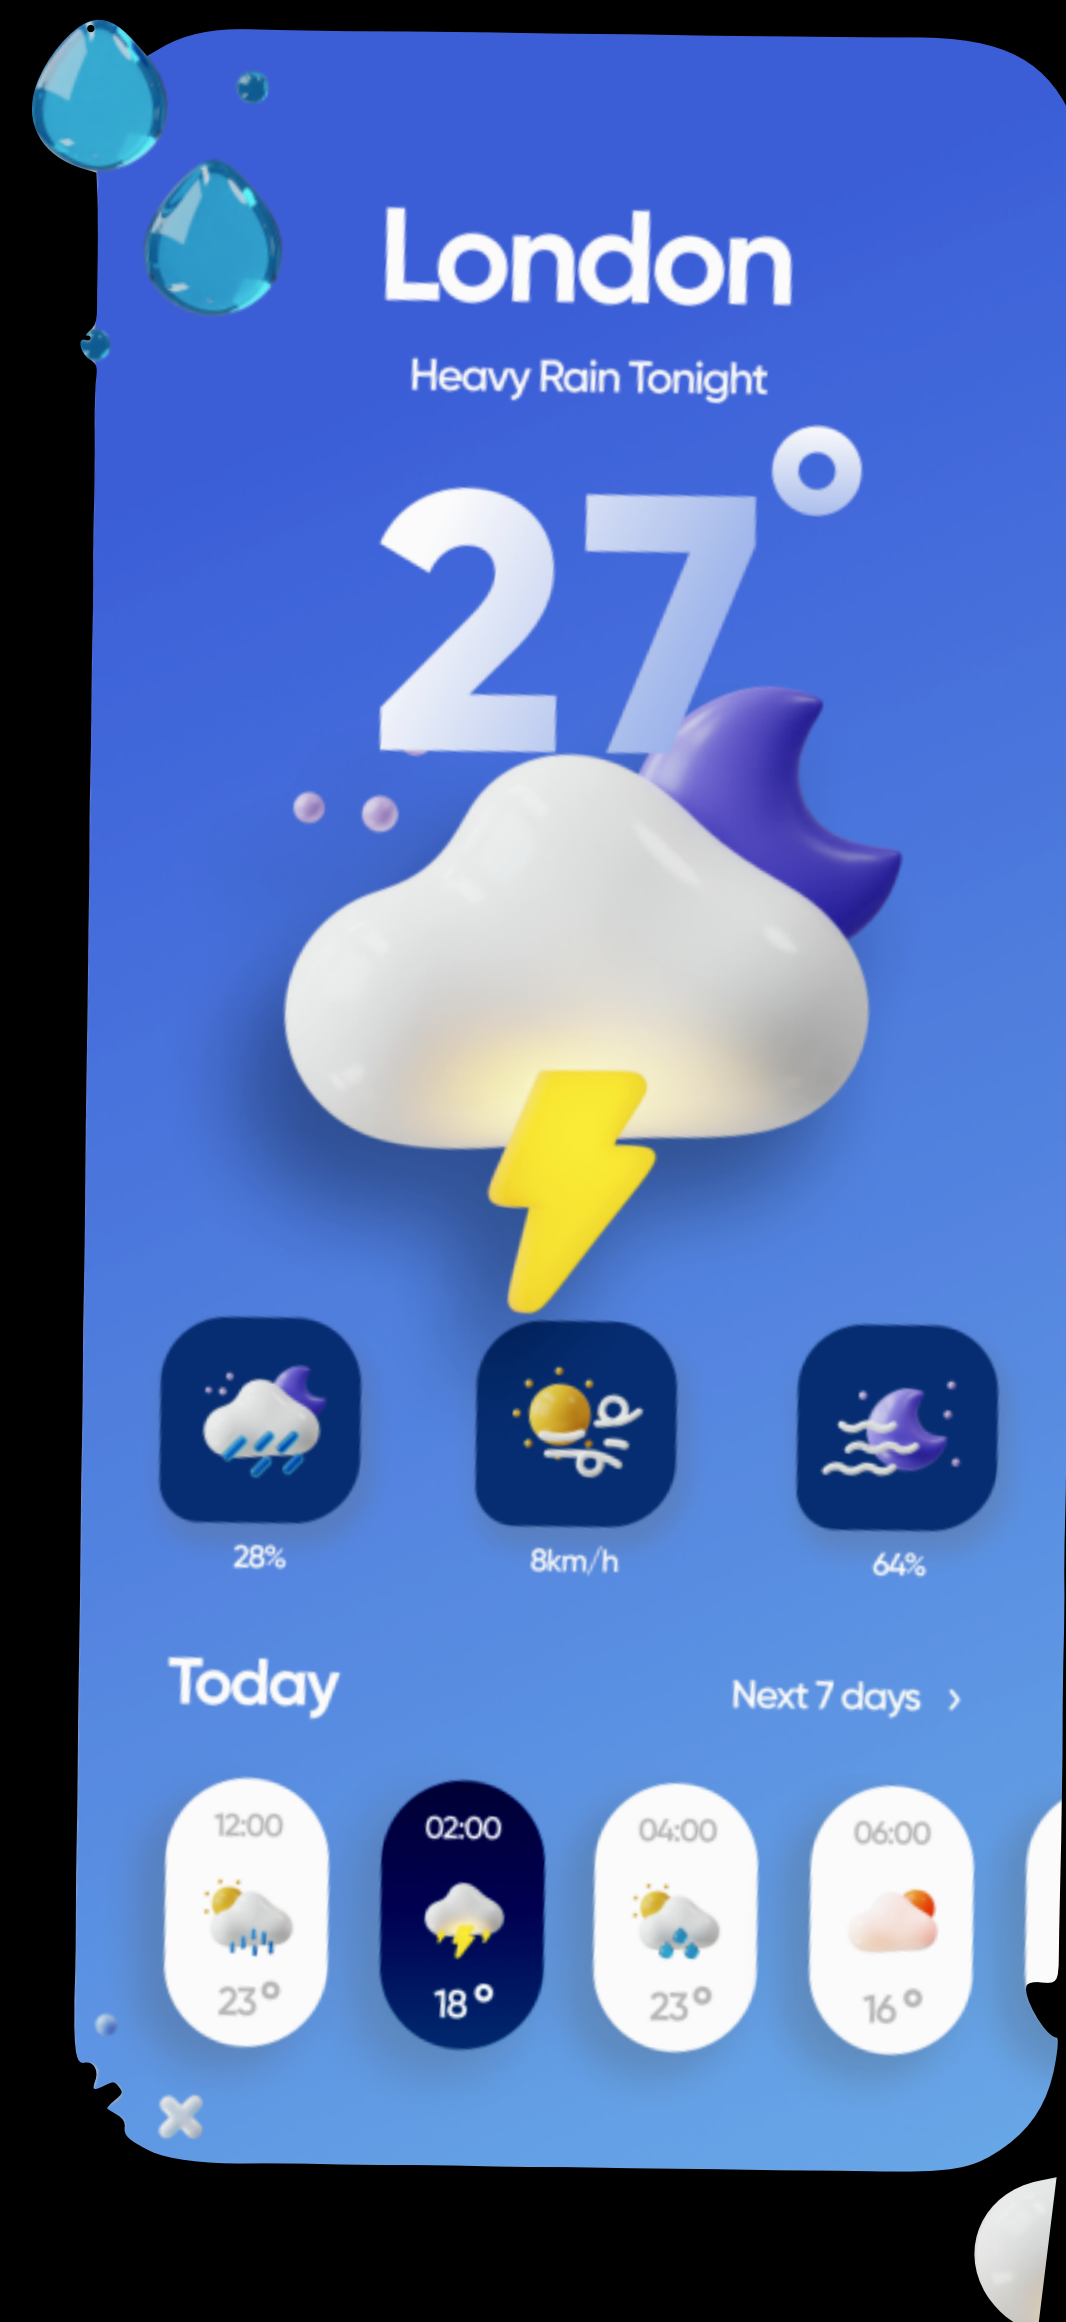 London
Heavy Rain Tonight
27°
28% 8km/h 64%
Today Next 7 days >
12:00 02:00 04:00 06:00
23° 18° 23° 16°